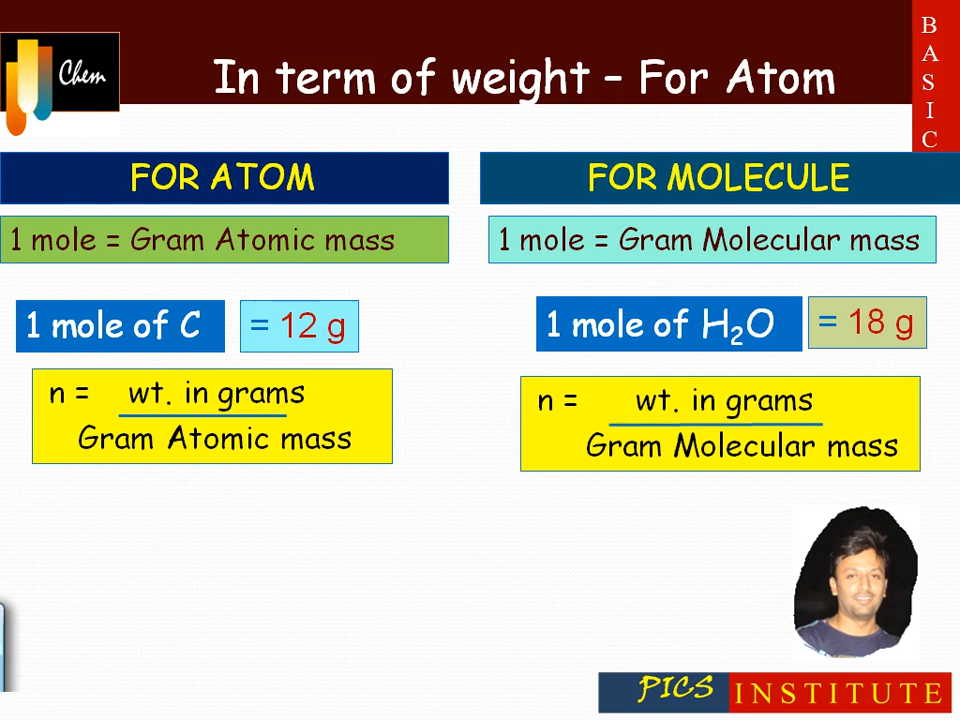 Chem
In term of weight – For Atom
B
A
S
I
C
FOR ATOM
1 mole = Gram Atomic mass
1 mole of C = 12 g
n = wt. in grams
Gram Atomic mass
FOR MOLECULE
1 mole = Gram Molecular mass
1 mole of H₂O = 18 g
n = wt. in grams
Gram Molecular mass
PICS INSTITUTE